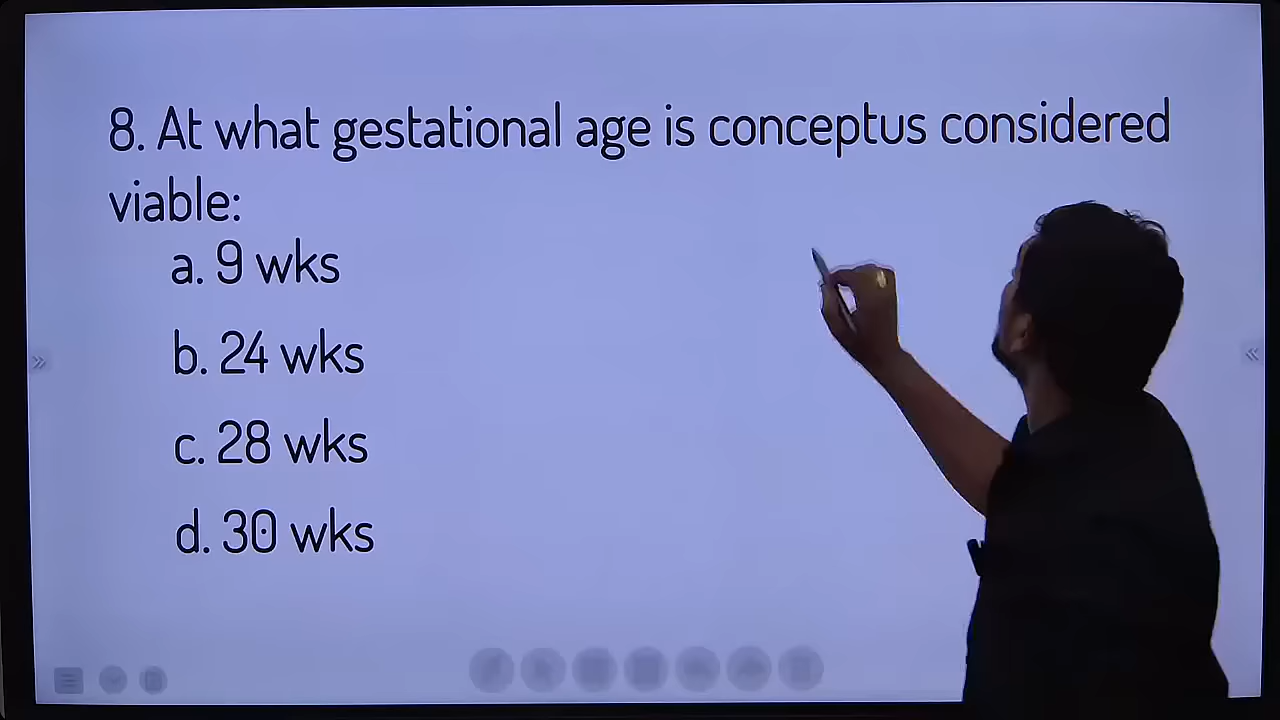 8. At what gestational age is conceptus considered
viable:
a. 9 wks
b. 24 wks
c. 28 wks
d. 30 wks